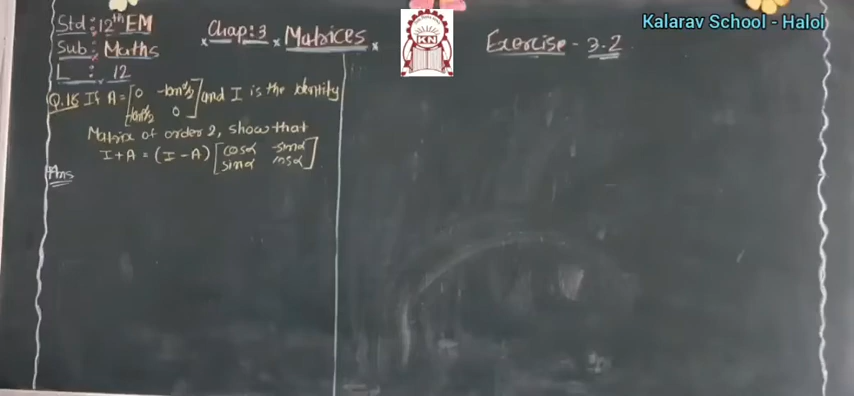 Std : 12th EM
Sub : Maths
L : 12
Chap : 3 Matrices
KN
Exercise - 3.2
Kalarav School - Halol
Q.18 If A = [0 -tanα/2 and I is the identity
tanα/2 0]
Matrix of order 2, show that
I + A = (I - A) [cosα -sinα
sinα cosα]
Ans